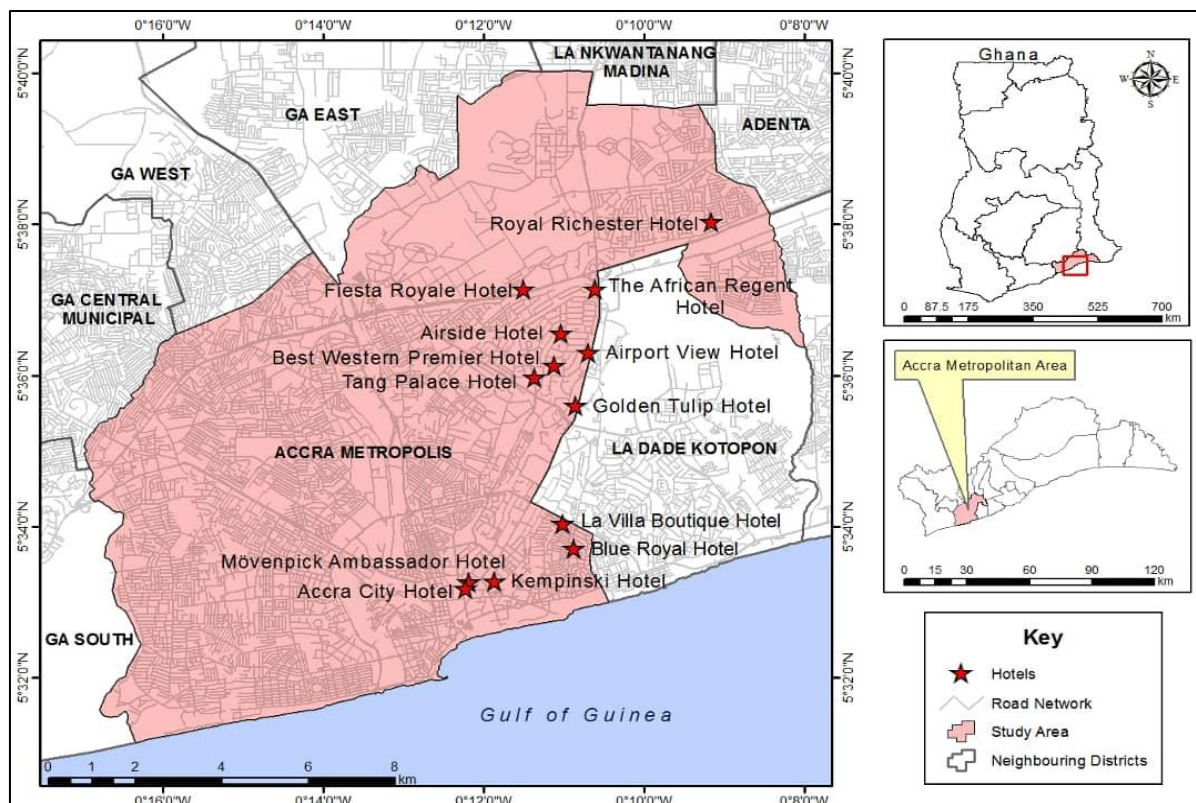 0°16'0"W
0°14'0"W
0°12'0"W
0°10'0"W
0°8'0"W
5°40'0"N
5°38'0"N
5°36'0"N
5°34'0"N
5°32'0"N
LA NKWANTANANG
MADINA
GA EAST
ADENTA
GA WEST
Royal Richester Hotel
GA CENTRAL
MUNICIPAL
Fiesta Royale Hotel
The African Regent
Hotel
Airside Hotel
Best Western Premier Hotel
Airport View Hotel
Tang Palace Hotel
Golden Tulip Hotel
ACCRA METROPOLIS
LA DADE KOTOPON
La Villa Boutique Hotel
Blue Royal Hotel
Mövenpick Ambassador Hotel
Kempinski Hotel
Accra City Hotel
GA SOUTH
Gulf of Guinea
0 1 2 4 6 8
km
5°40'0"N
5°38'0"N
5°36'0"N
5°34'0"N
5°32'0"N
0°16'0"W
0°14'0"W
0°12'0"W
0°10'0"W
0°8'0"W
Ghana
N
W E
S
0 87.5 175 350 525 700
km
Accra Metropolitan Area
0 15 30 60 90 120
km
Key
Hotels
Road Network
Study Area
Neighbouring Districts